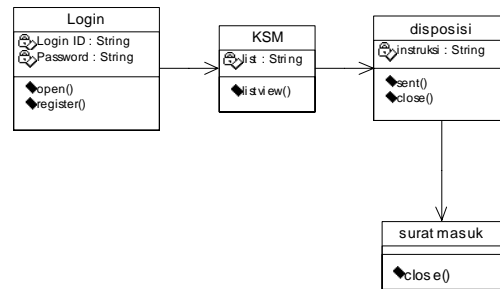 Login
Login ID : String
Password : String
open()
register()
KSM
list : String
listview()
disposisi
instruksi : String
sent()
close()
surat masuk
close()